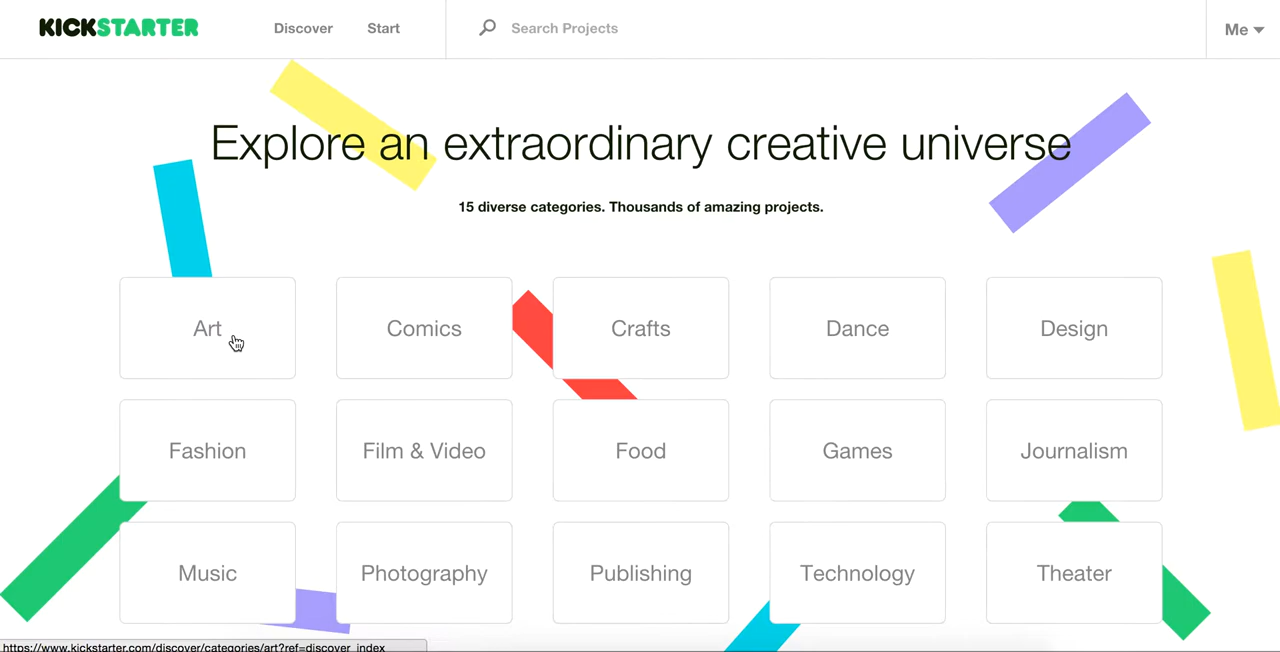 KICKSTARTER Discover Start Search Projects Me
Explore an extraordinary creative universe
15 diverse categories. Thousands of amazing projects.
Art Comics Crafts Dance Design
Fashion Film & Video Food Games Journalism
Music Photography Publishing Technology Theater
https://www.kickstarter.com/discover/categories/art?ref=discover_index